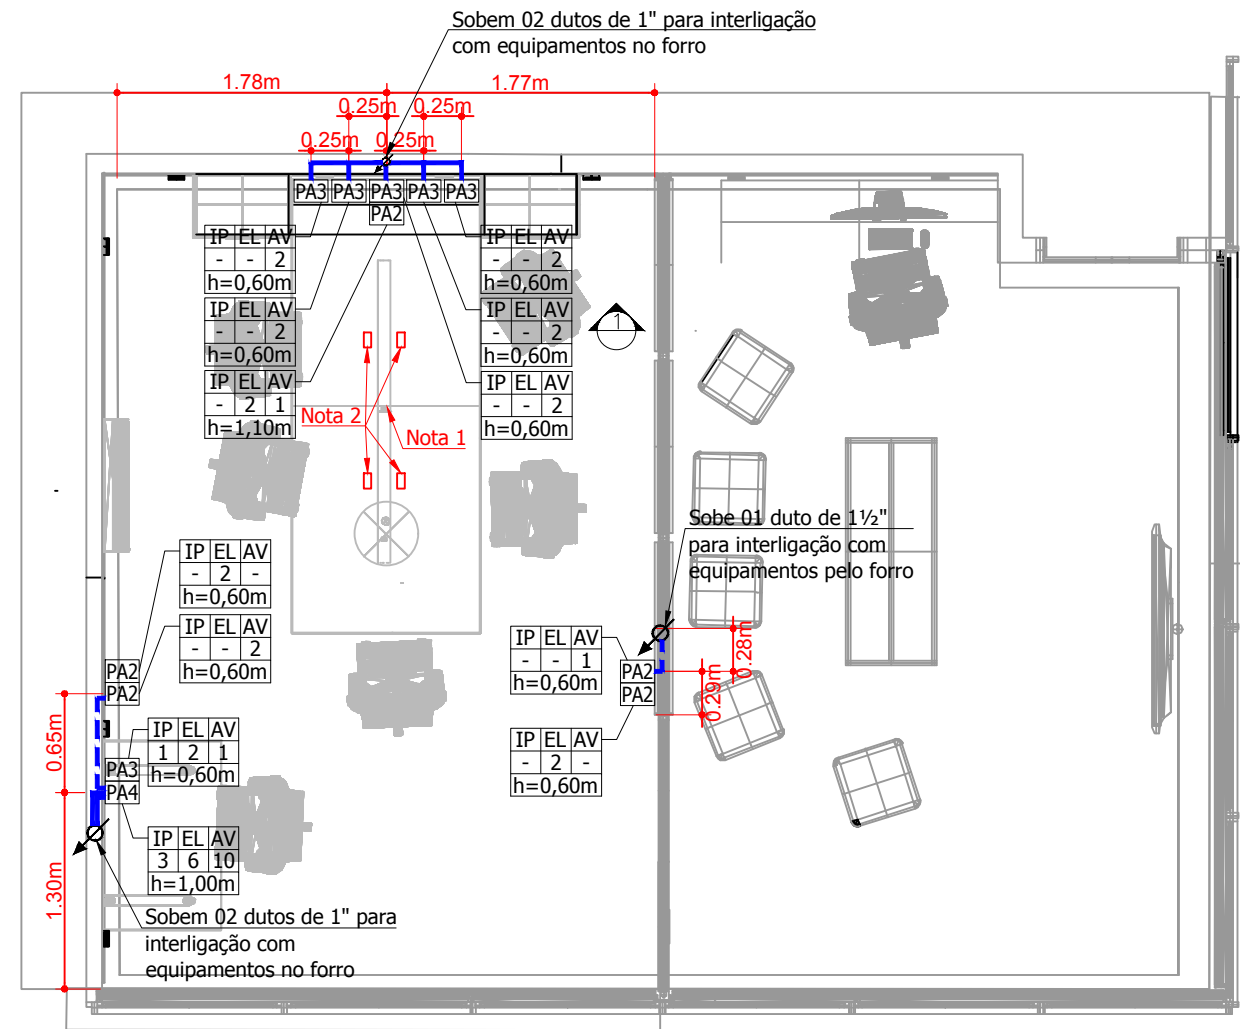 Sobem 02 dutos de 1" para interligação
com equipamentos no forro
1.78m
1.77m
0.25m
0.25m
0.25m
0.25m
PA3
PA3
PA3
PA3
PA3
PA2
IP EL AV
- - 2
h=0,60m
IP EL AV
- - 2
h=0,60m
IP EL AV
- - 2
h=0,60m
IP EL AV
- - 2
h=0,60m
1
IP EL AV
- 2 1
h=1,10m
IP EL AV
- - 2
h=0,60m
Nota 2
Nota 1
Sobe 01 duto de 1½"
para interligação com
equipamentos pelo forro
IP EL AV
- 2 -
h=0,60m
IP EL AV
- - 2
h=0,60m
PA2
PA2
IP EL AV
- - 1
h=0,60m
PA2
PA2
0.28m
0.29m
IP EL AV
- 2 -
h=0,60m
0.65m
IP EL AV
1 2 1
h=0,60m
PA3
PA4
IP EL AV
3 6 10
h=1,00m
1.30m
Sobem 02 dutos de 1" para
interligação com
equipamentos no forro